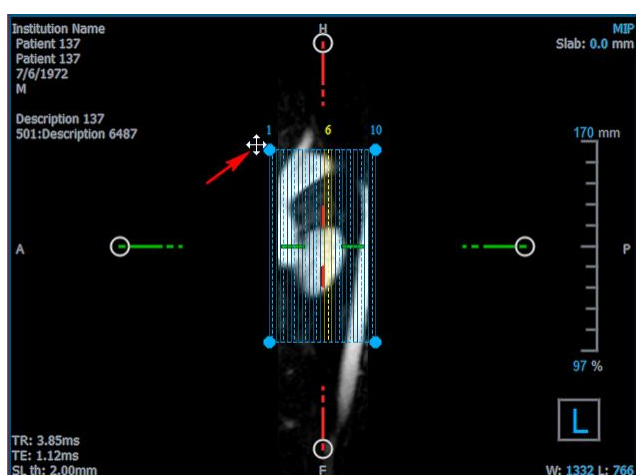 Institution Name
Patient 137
Patient 137
7/6/1972
M
Description 137
501:Description 6487
H
MIP
Slab: 0.0 mm
1 6 10
170 mm
A
P
97 %
L
TR: 3.85ms
TE: 1.12ms
SL th: 2.00mm
F
W: 1332 L: 766